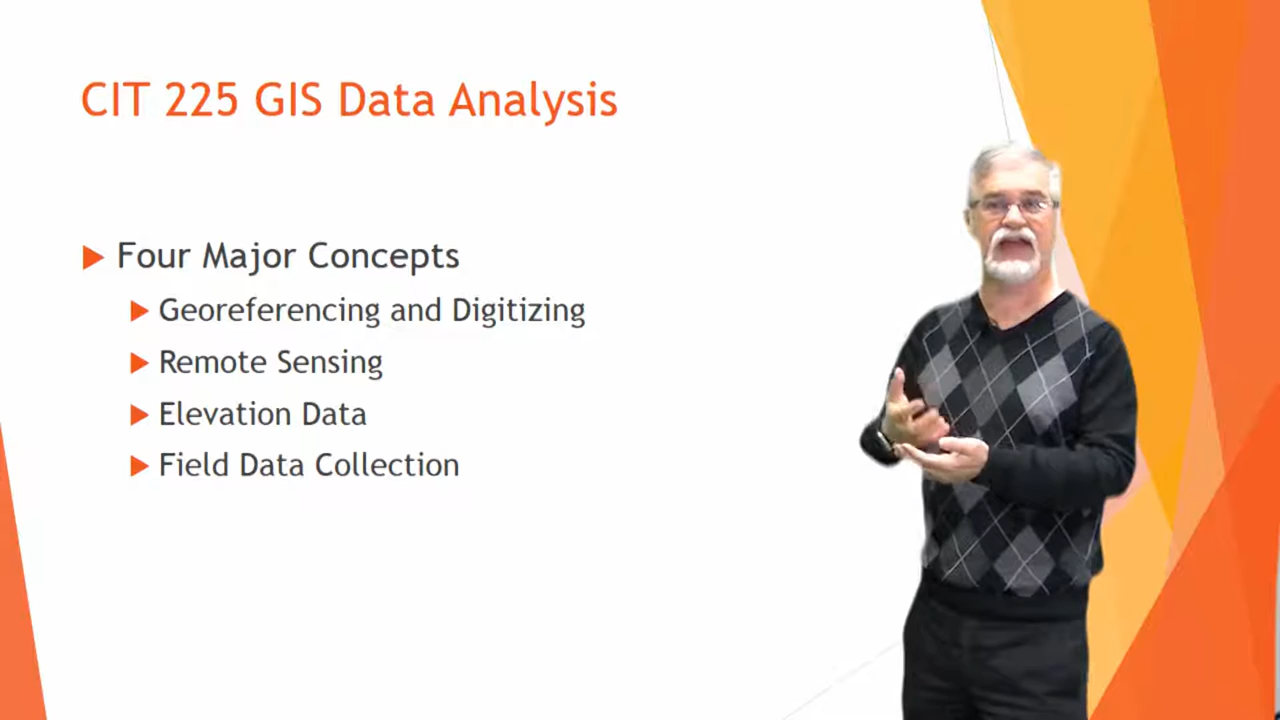 CIT 225 GIS Data Analysis
Four Major Concepts
Georeferencing and Digitizing
Remote Sensing
Elevation Data
Field Data Collection